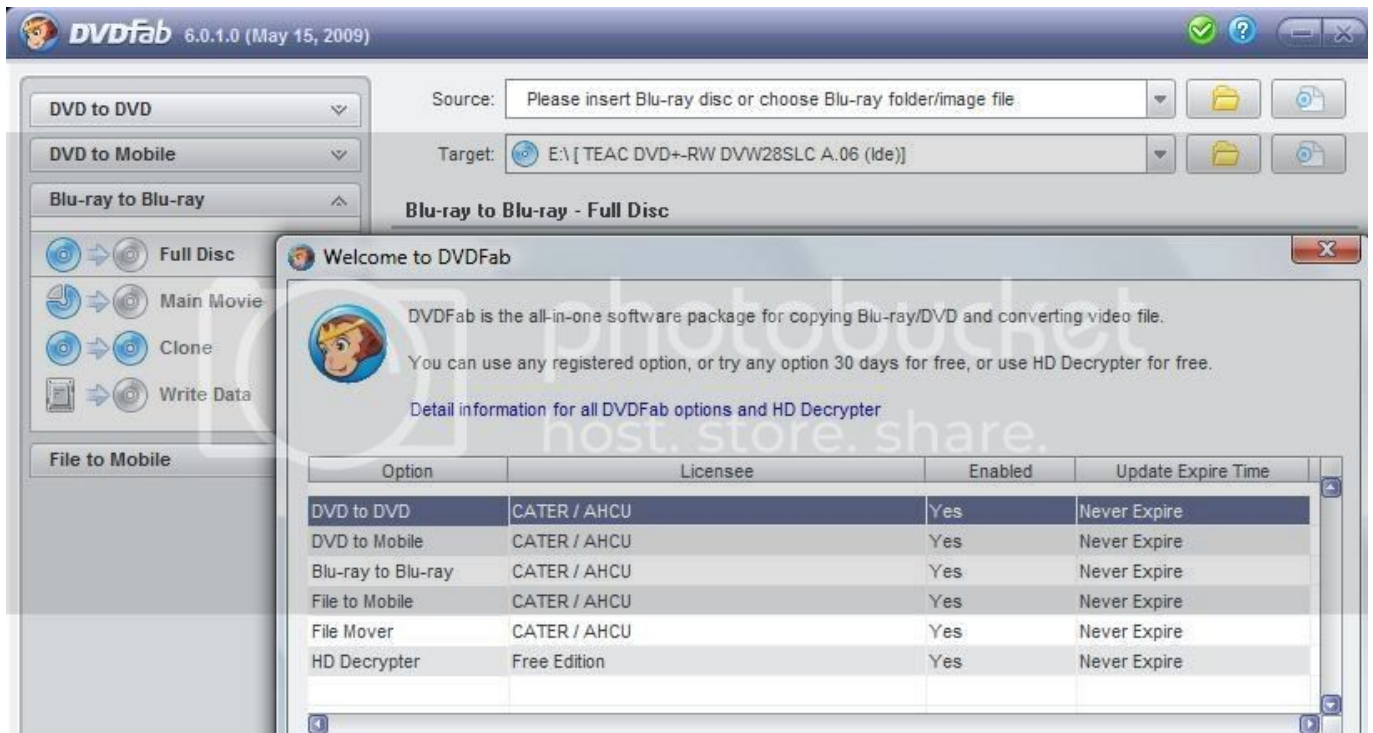 DVDFab 6.0.1.0 (May 15, 2009)
DVD to DVD
DVD to Mobile
Blu-ray to Blu-ray
Full Disc
Main Movie
Clone
Write Data
File to Mobile
Source: Please insert Blu-ray disc or choose Blu-ray folder/image file
Target: E:\ [ TEAC DVD+-RW DVW28SLC A.06 (Ide)]
Blu-ray to Blu-ray - Full Disc
Welcome to DVDFab
DVDFab is the all-in-one software package for copying Blu-ray/DVD and converting video file.
You can use any registered option, or try any option 30 days for free, or use HD Decrypter for free.
Detail information for all DVDFab options and HD Decrypter
Option Licensee Enabled Update Expire Time
DVD to DVD CATER / AHCU Yes Never Expire
DVD to Mobile CATER / AHCU Yes Never Expire
Blu-ray to Blu-ray CATER / AHCU Yes Never Expire
File to Mobile CATER / AHCU Yes Never Expire
File Mover CATER / AHCU Yes Never Expire
HD Decrypter Free Edition Yes Never Expire
photobucket
host. store. share.